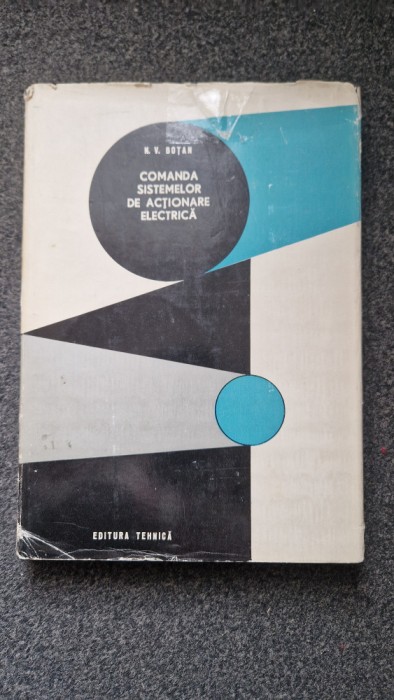 N. V. BOȚAN
COMANDA
SISTEMELOR
DE ACȚIONARE
ELECTRICĂ
EDITURA TEHNICĂ